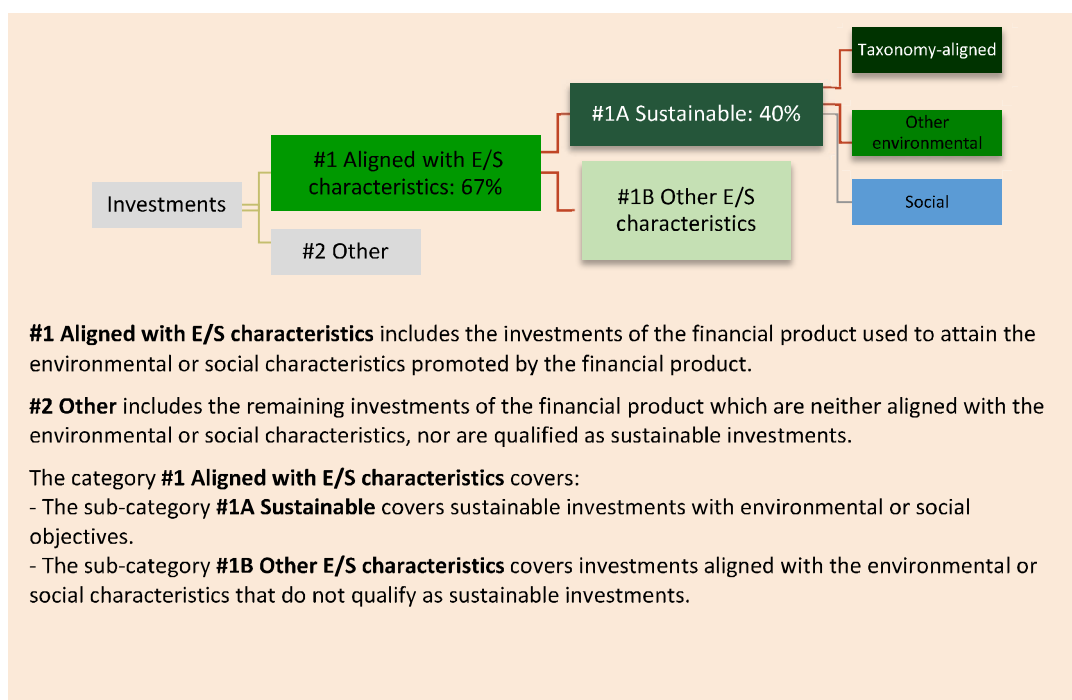 Taxonomy-aligned
#1A Sustainable: 40%
Other
environmental
#1 Aligned with E/S
characteristics: 67%
Investments
#1B Other E/S
characteristics
Social
#2 Other
#1 Aligned with E/S characteristics includes the investments of the financial product used to attain the
environmental or social characteristics promoted by the financial product.
#2 Other includes the remaining investments of the financial product which are neither aligned with the
environmental or social characteristics, nor are qualified as sustainable investments.
The category #1 Aligned with E/S characteristics covers:
- The sub-category #1A Sustainable covers sustainable investments with environmental or social
objectives.
- The sub-category #1B Other E/S characteristics covers investments aligned with the environmental or
social characteristics that do not qualify as sustainable investments.